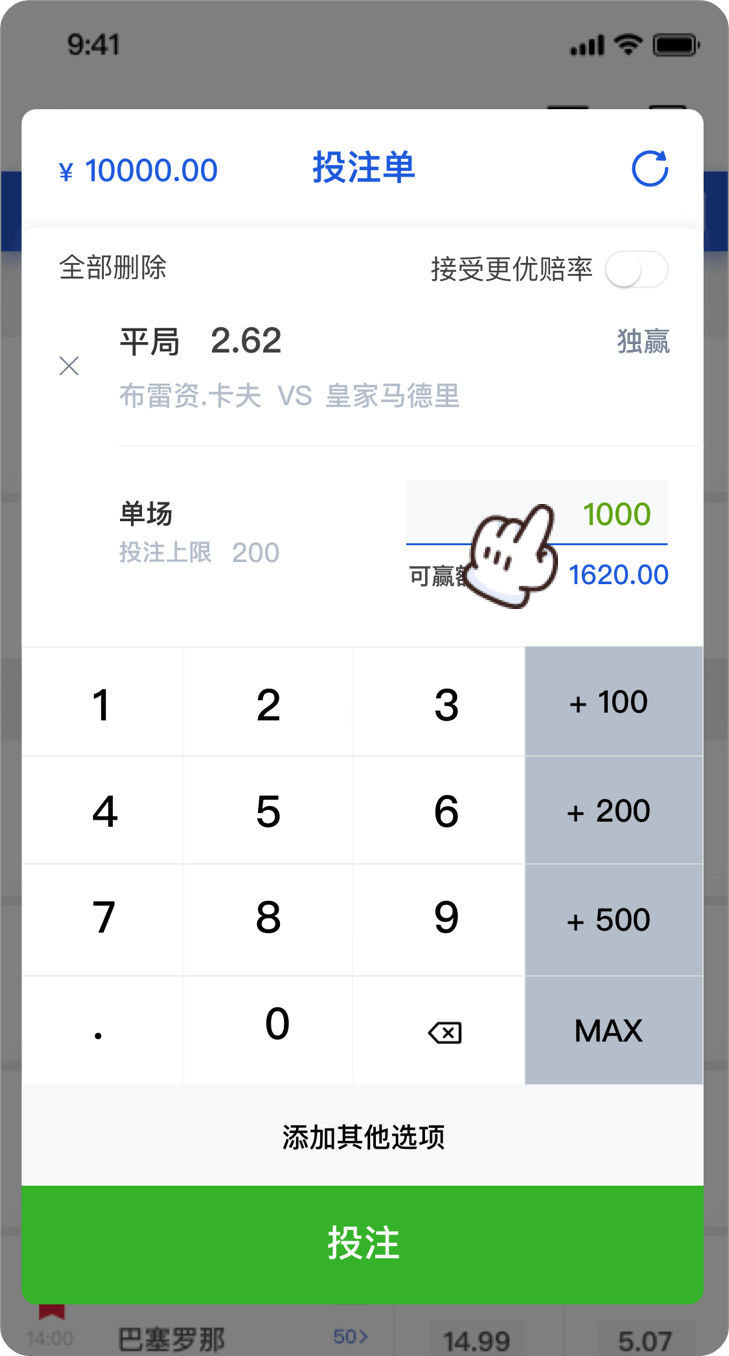 9:41
¥ 10000.00 投注单
全部删除 接受更优赔率
平局 2.62 独赢
布雷资.卡夫 VS 皇家马德里
单场 1000
投注上限 200
可赢 1620.00
1 2 3 + 100
4 5 6 + 200
7 8 9 + 500
. 0 MAX
添加其他选项
投注
14:00 巴塞罗那 50> 14.99 5.07